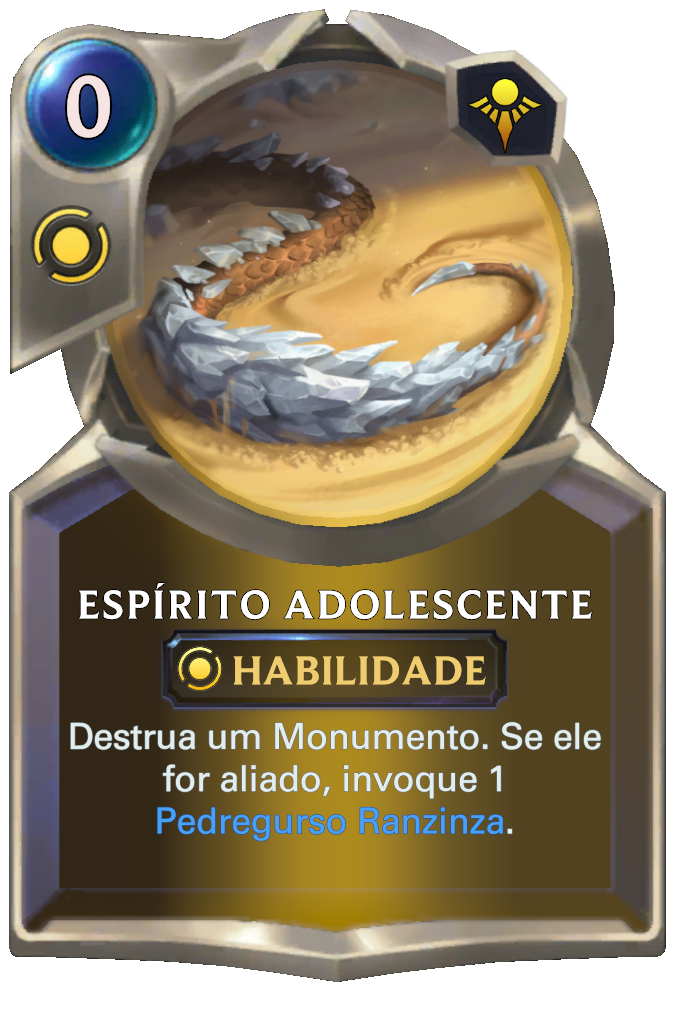 0
ESPÍRITO ADOLESCENTE
HABILIDADE
Destrua um Monumento. Se ele
for aliado, invoque 1
Pedregurso Ranzinza.